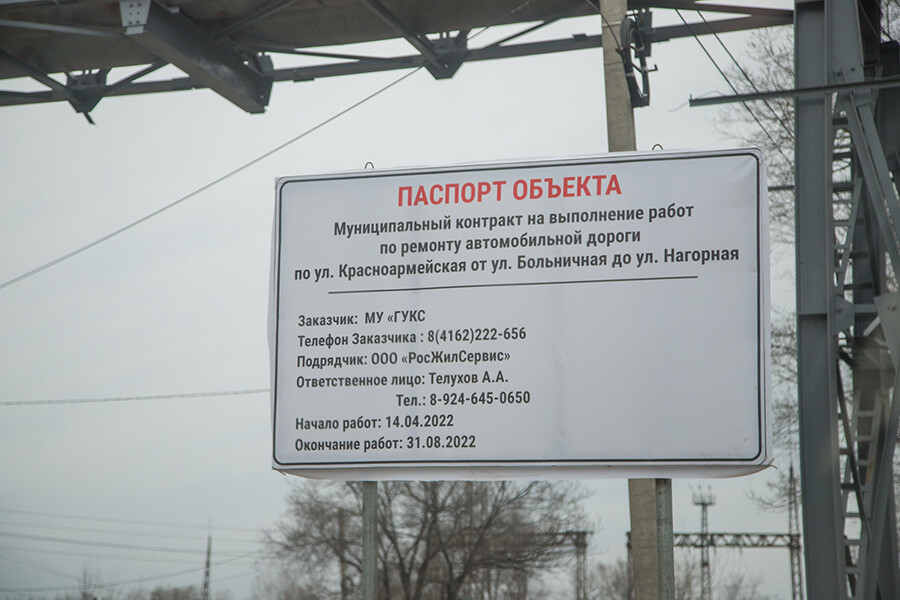 ПАСПОРТ ОБЪЕКТА
Муниципальный контракт на выполнение работ
по ремонту автомобильной дороги
по ул. Красноармейская от ул. Больничная до ул. Нагорная
Заказчик: МУ «ГУКС
Телефон Заказчика : 8(4162)222-656
Подрядчик: ООО «РосЖилСервис»
Ответственное лицо: Телухов А.А.
Тел.: 8-924-645-0650
Начало работ: 14.04.2022
Окончание работ: 31.08.2022